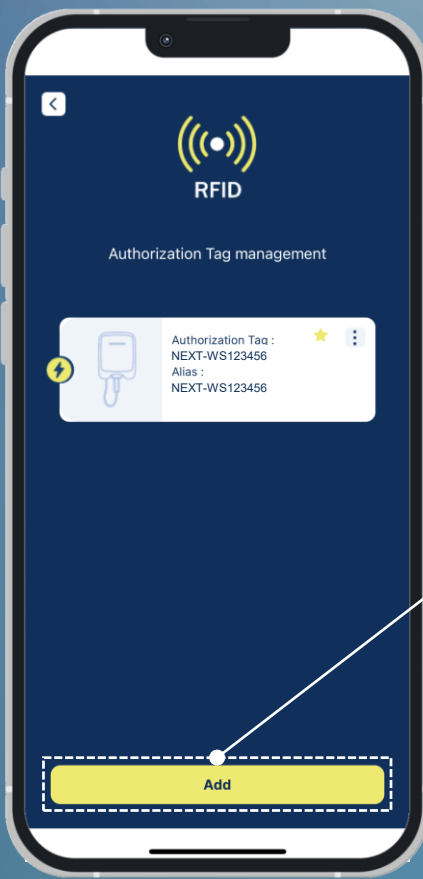 RFID
Authorization Tag management
Authorization Tag :
NEXT-WS123456
Alias :
NEXT-WS123456
Add